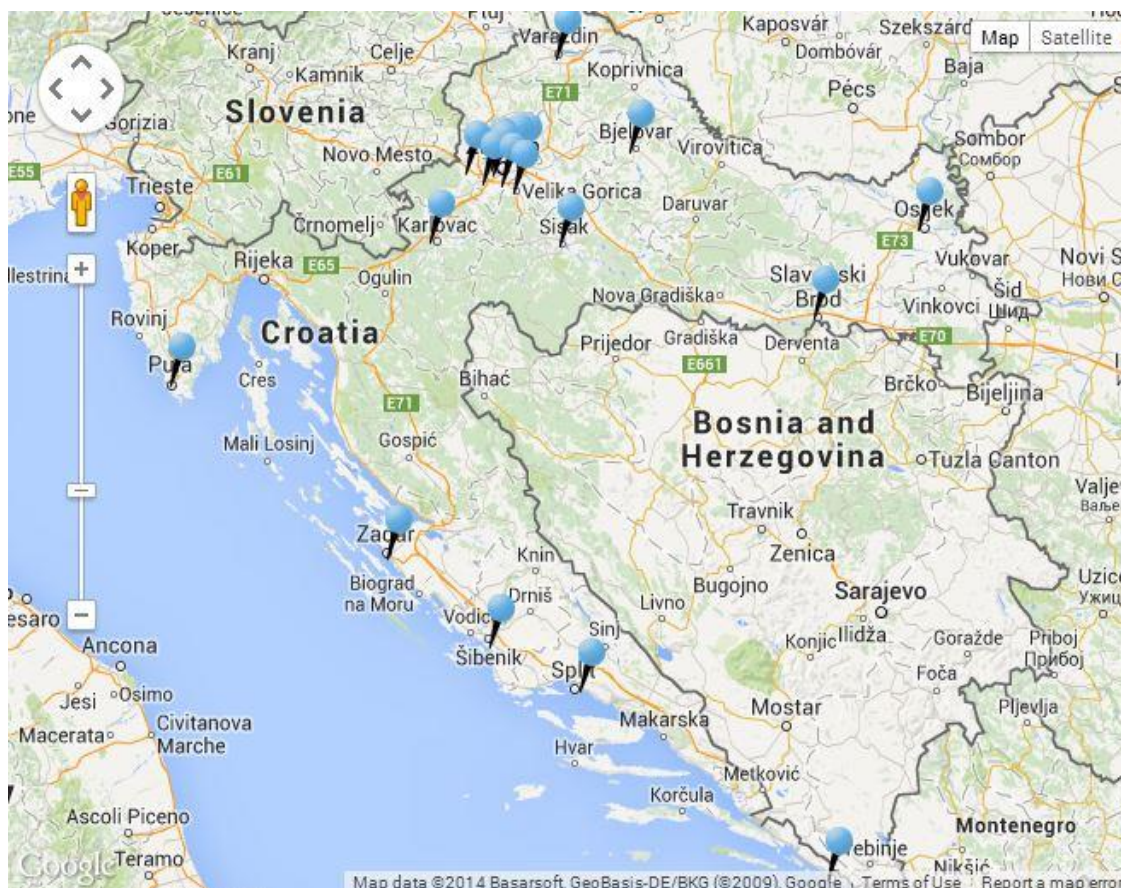 Ptuj
Kaposvár
Szekszárd
Map
Satellite
Kranj
Celje
Varaždin
Dombóvár
Kamnik
Koprivnica
Baja
E71
Pécs
Slovenia
Gorizia
Bjelovar
Sombor
Сомбор
E55
E61
Novo Mesto
Virovitica
Trieste
Velika Gorica
Črnomelj
Karlovac
Sisak
Daruvar
Osijek
Koper
E73
Rijeka
E65
Vukovar
Novi S
Нови С
llestrina
Ogulin
Slavonski
Brod
Nova Gradiška
Vinkovci
Šid
Шид
Rovinj
Croatia
Prijedor
Gradiška
Derventa
E70
Pula
E661
Cres
Bihać
Brčko
Bijeljina
E71
Bosnia and
Herzegovina
Mali Losinj
Gospić
Tuzla Canton
Valjev
Ваље
Travnik
Zadar
Zenica
Knin
Biograd
na Moru
Bugojno
Drniš
Livno
Sarajevo
Uzice
Ужиц
Vodice
Sinj
Konjic
Ilidža
Goražde
Priboj
Прибој
esaro
Ancona
Šibenik
Foča
Split
Jesi
Osimo
Mostar
Pljevlja
Macerata
Civitanova
Marche
Makarska
Hvar
Metković
Korčula
Ascoli Piceno
Montenegro
Trebinje
Google
Teramo
Nikšić
Map data ©2014 Basarsoft, GeoBasis-DE/BKG (©2009), Google
Terms of Use
Report a map error